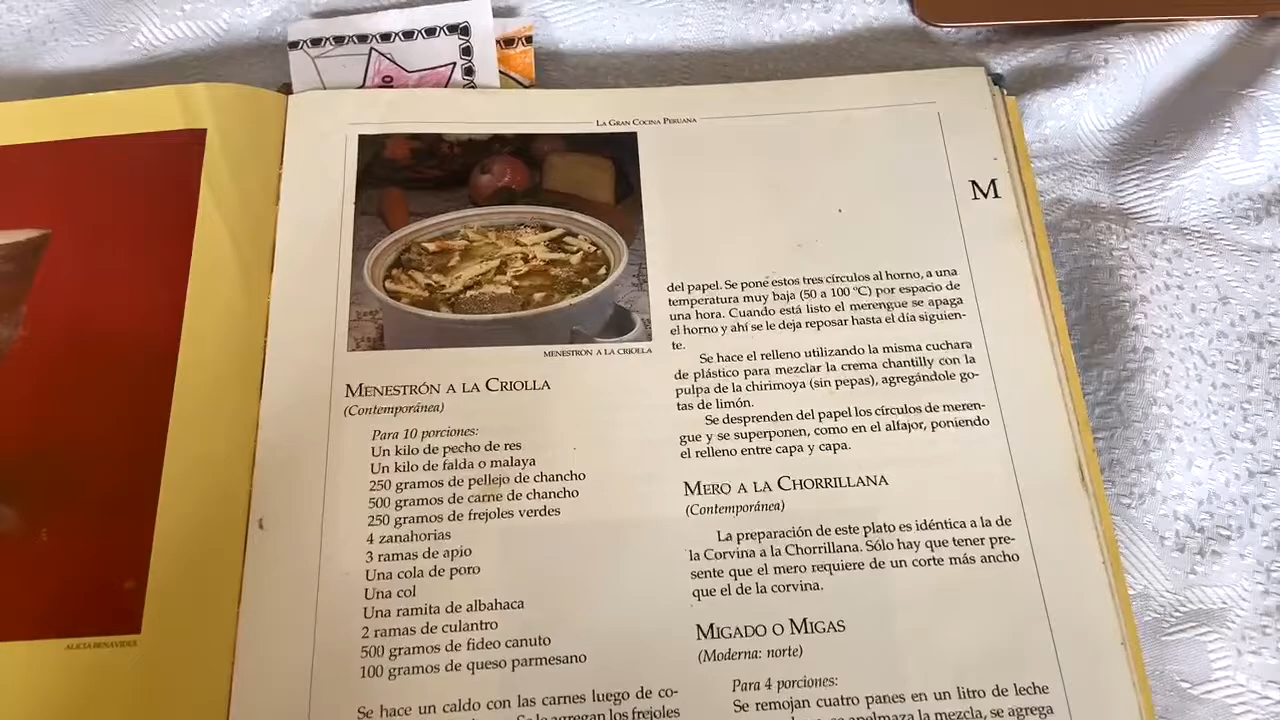 LA GRAN COCINA PERUANA
M
MENESTRON A LA CRIOLLA
MENESTRÓN A LA CRIOLLA
(Contemporánea)
Para 10 porciones:
Un kilo de pecho de res
Un kilo de falda o malaya
250 gramos de pellejo de chancho
500 gramos de carne de chancho
250 gramos de frejoles verdes
4 zanahorias
3 ramas de apio
Una cola de poro
Una col
Una ramita de albahaca
2 ramas de culantro
500 gramos de fideo canuto
100 gramos de queso parmesano
Se hace un caldo con las carnes luego de co-
agregan los frejoles
del papel. Se pone estos tres círculos al horno, a una
temperatura muy baja (50 a 100 ºC) por espacio de
una hora. Cuando está listo el merengue se apaga
el horno y ahí se le deja reposar hasta el día siguien-
te.
Se hace el relleno utilizando la misma cuchara
de plástico para mezclar la crema chantilly con la
pulpa de la chirimoya (sin pepas), agregándole go-
tas de limón.
Se desprenden del papel los círculos de meren-
gue y se superponen, como en el alfajor, poniendo
el relleno entre capa y capa.
MERO A LA CHORRILLANA
(Contemporánea)
La preparación de este plato es idéntica a la de
la Corvina a la Chorrillana. Sólo hay que tener pre-
sente que el mero requiere de un corte más ancho
que el de la corvina.
MIGADO O MIGAS
(Moderna: norte)
Para 4 porciones:
Se remojan cuatro panes en un litro de leche
la mezcla, se agrega
ALICIA BENAVIDES